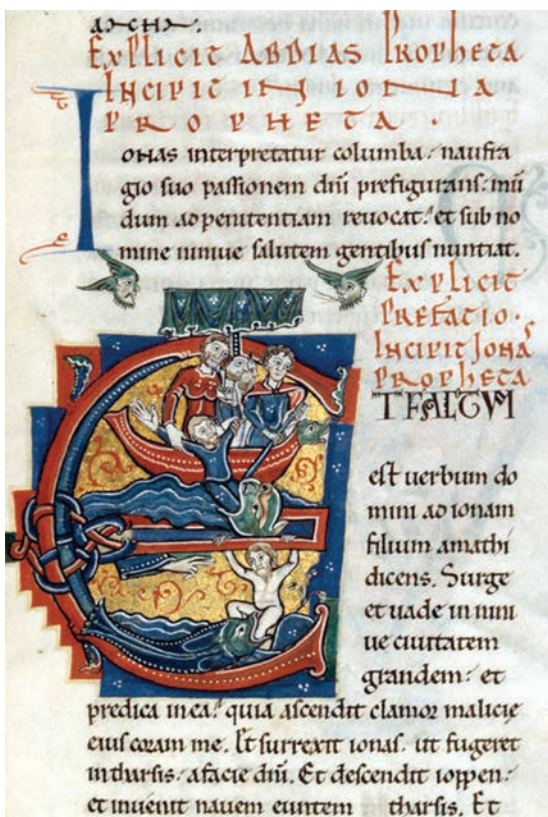 Explicit Abdias Propheta
Incipit in Iona
Propheta
Ionas interpretatur columba: naufra
gio suo passionem dni prefigurans: mū
dum ad penitentiam reuocat: et sub no
mine niniue salutem gentibus nuntiat.
Explicit
Prefatio.
Incipit Jona
Propheta
ET FACTVM
est uerbum do
mini ad ionam
filium amathi
dicens. Surge
et uade in nini
ue ciuitatem
grandem: et
predica in ea: quia ascendit clamor malicię
eius coram me. Et surrexit ionas. ut fugeret
in tharsis: a facie dni. Et descendit ioppen:
et inuenit nauem euntem tharsis. Et